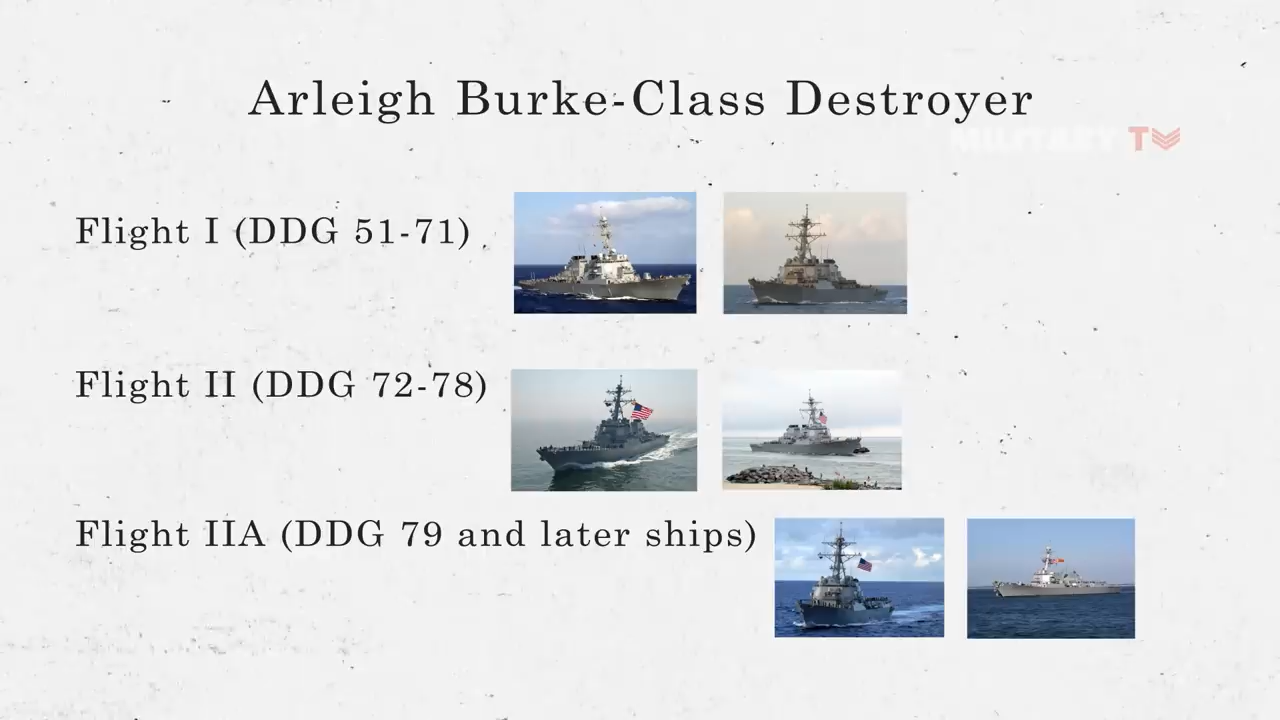 Arleigh Burke-Class Destroyer
MILITARY TV
Flight I (DDG 51-71)
Flight II (DDG 72-78)
Flight IIA (DDG 79 and later ships)